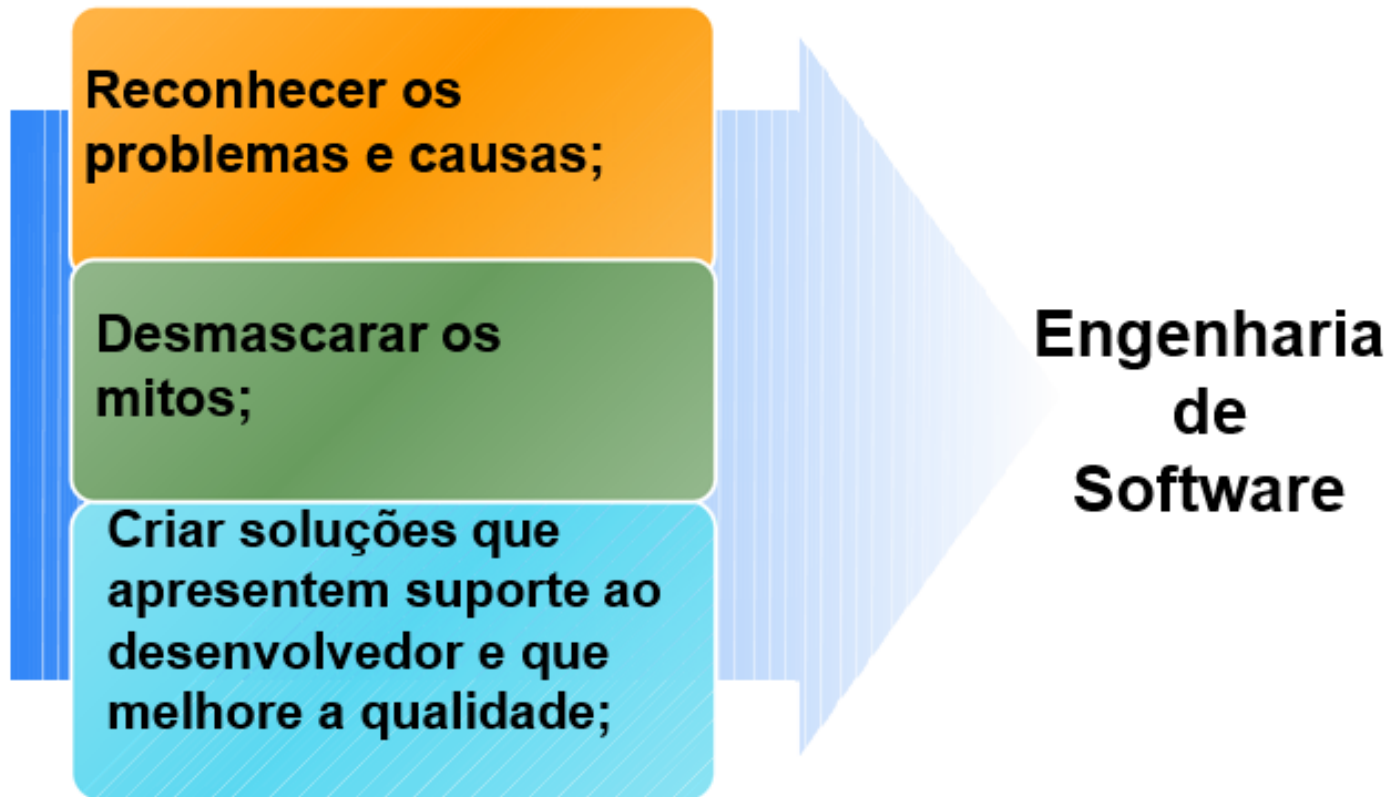 Reconhecer os
problemas e causas;
Desmascarar os
mitos;
Criar soluções que
apresentem suporte ao
desenvolvedor e que
melhore a qualidade;
Engenharia
de
Software